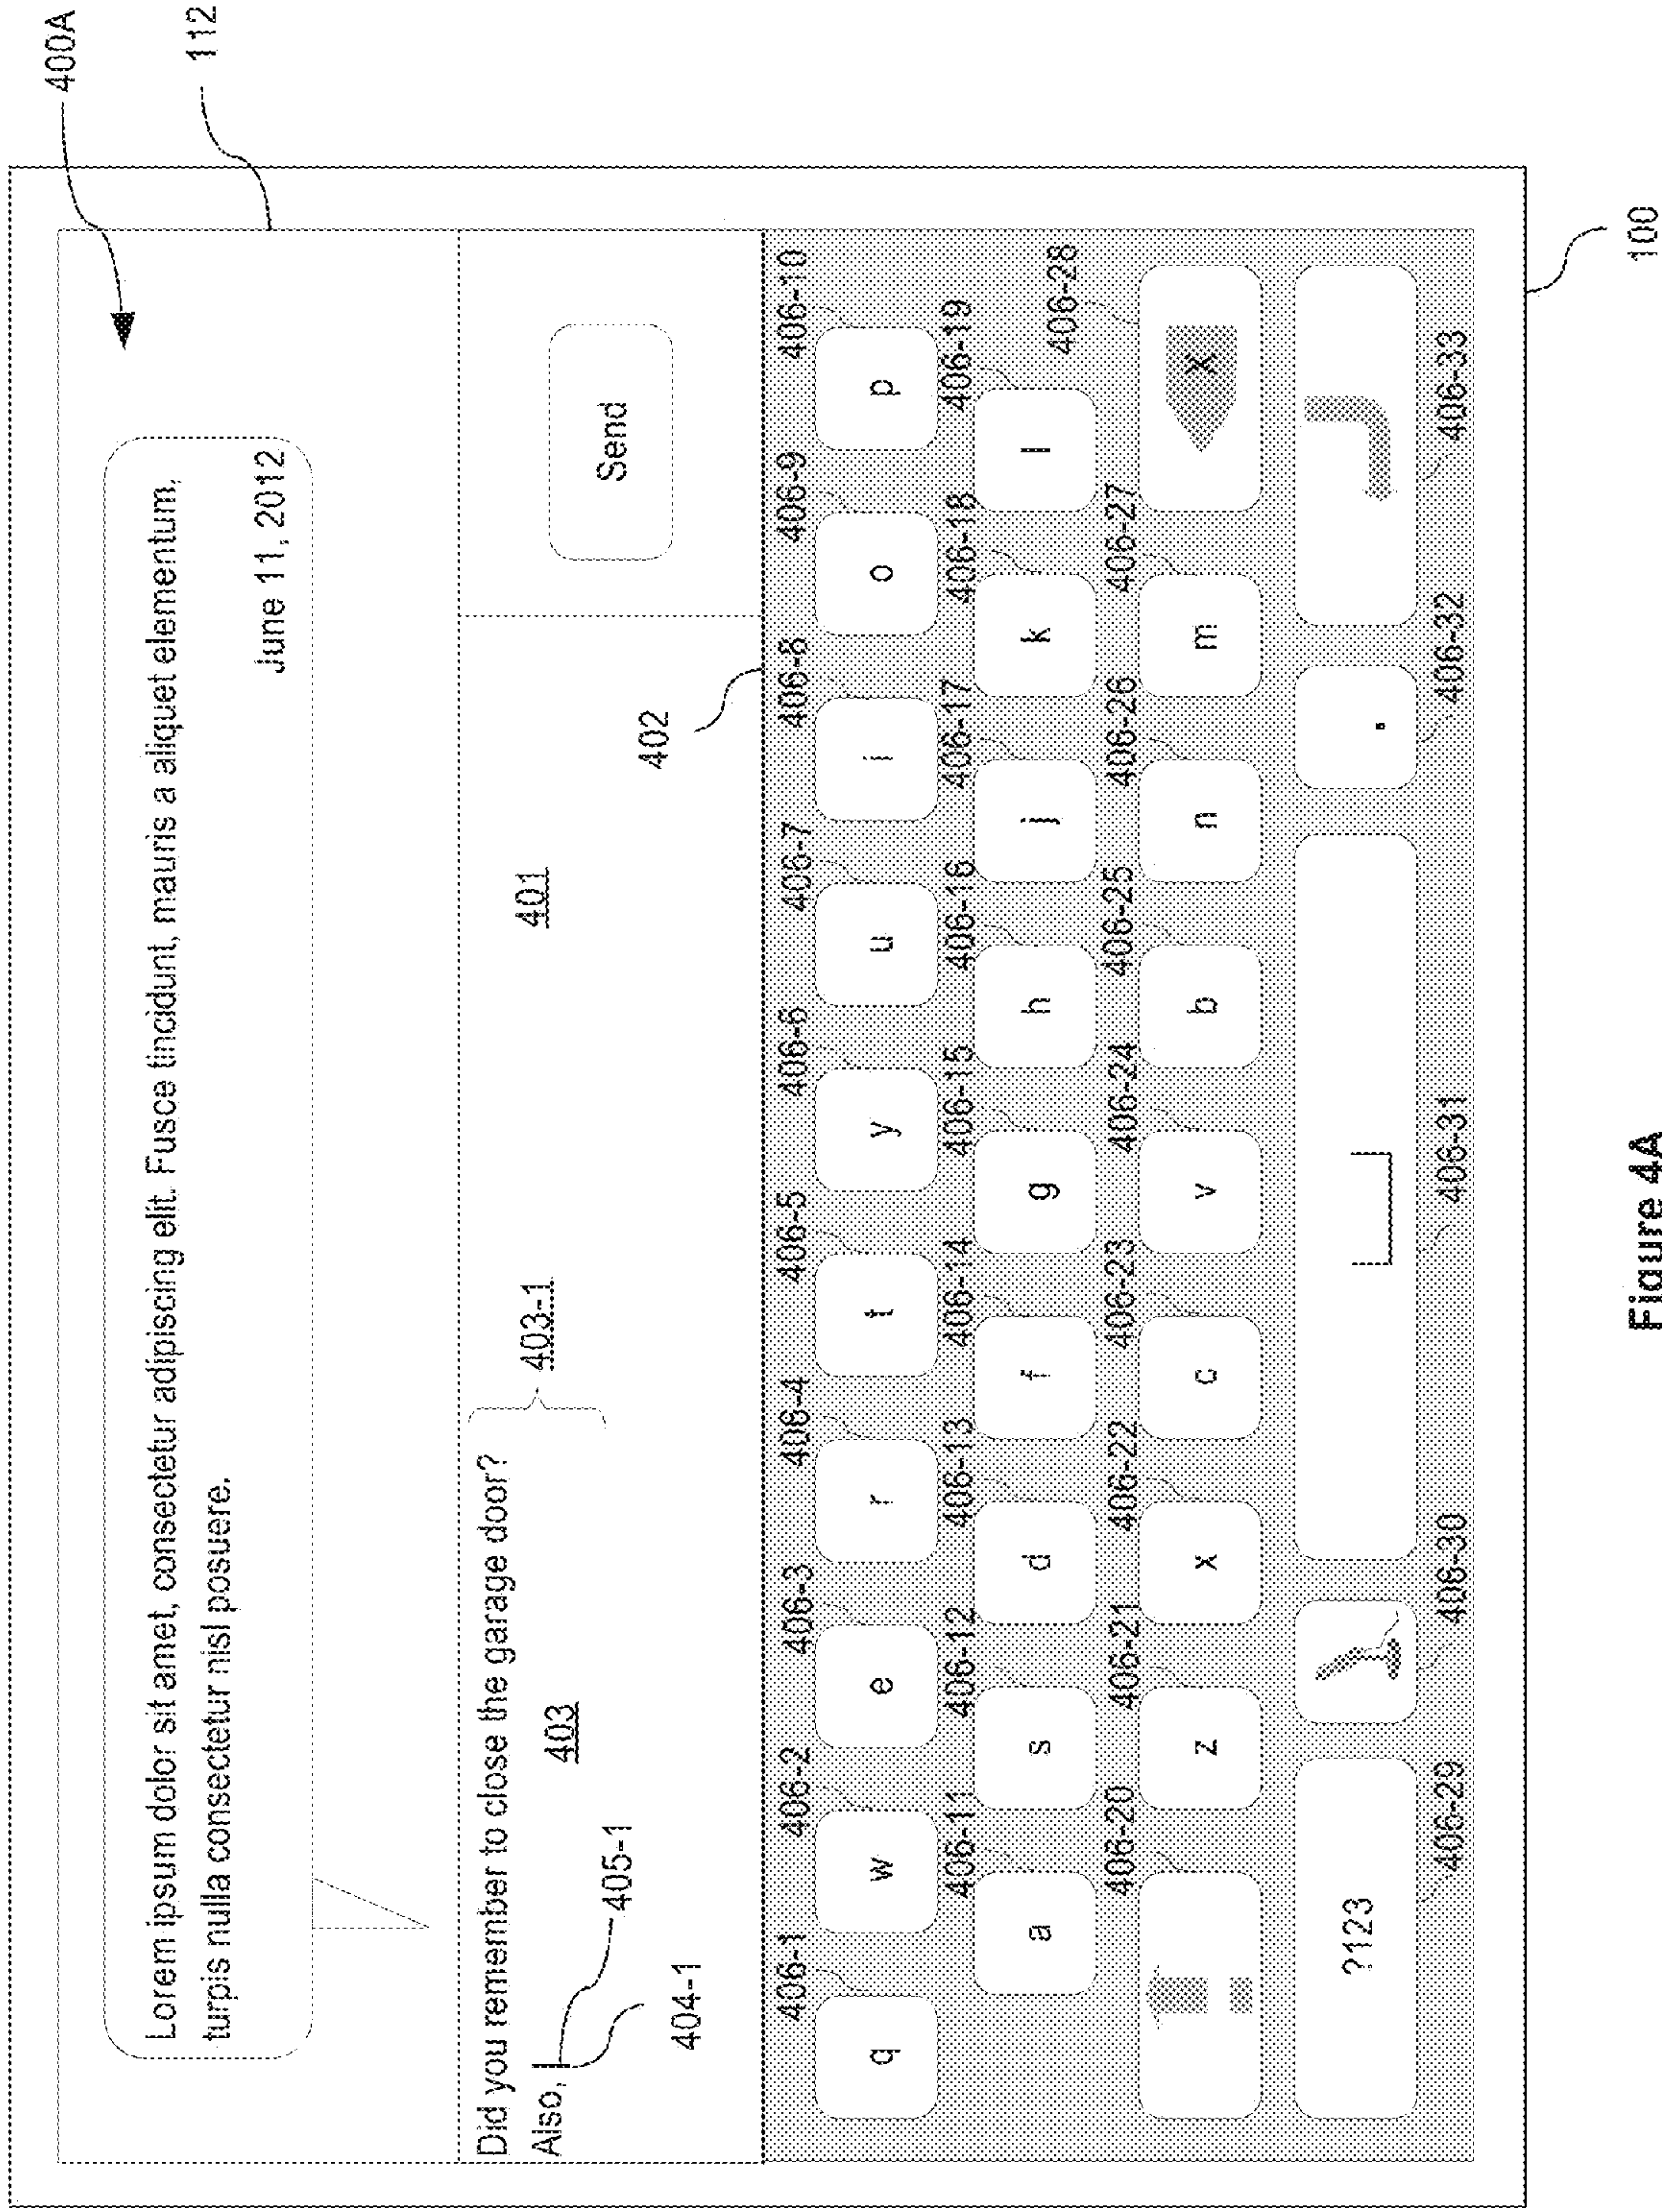 400A
112
Lorem ipsum dolor sit amet, consectetur adipiscing elit. Fusce tincidunt, mauris a aliquet elementum,
turpis nulla consectetur nisl posuere.
June 11, 2012
Did you remember to close the garage door?
403-1
Also,
403
401
Send
405-1
404-1
402
406-1 406-2 406-3 406-4 406-5 406-6 406-7 406-8 406-9 406-10
q w e r t y u i o p
406-11 406-12 406-13 406-14 406-15 406-16 406-17 406-18 406-19
a s d f g h j k l
406-20 406-21 406-22 406-23 406-24 406-25 406-26 406-27 406-28
z x c v b n m X
?123 .
406-29 406-30 406-31 406-32 406-33
100
Figure 4A